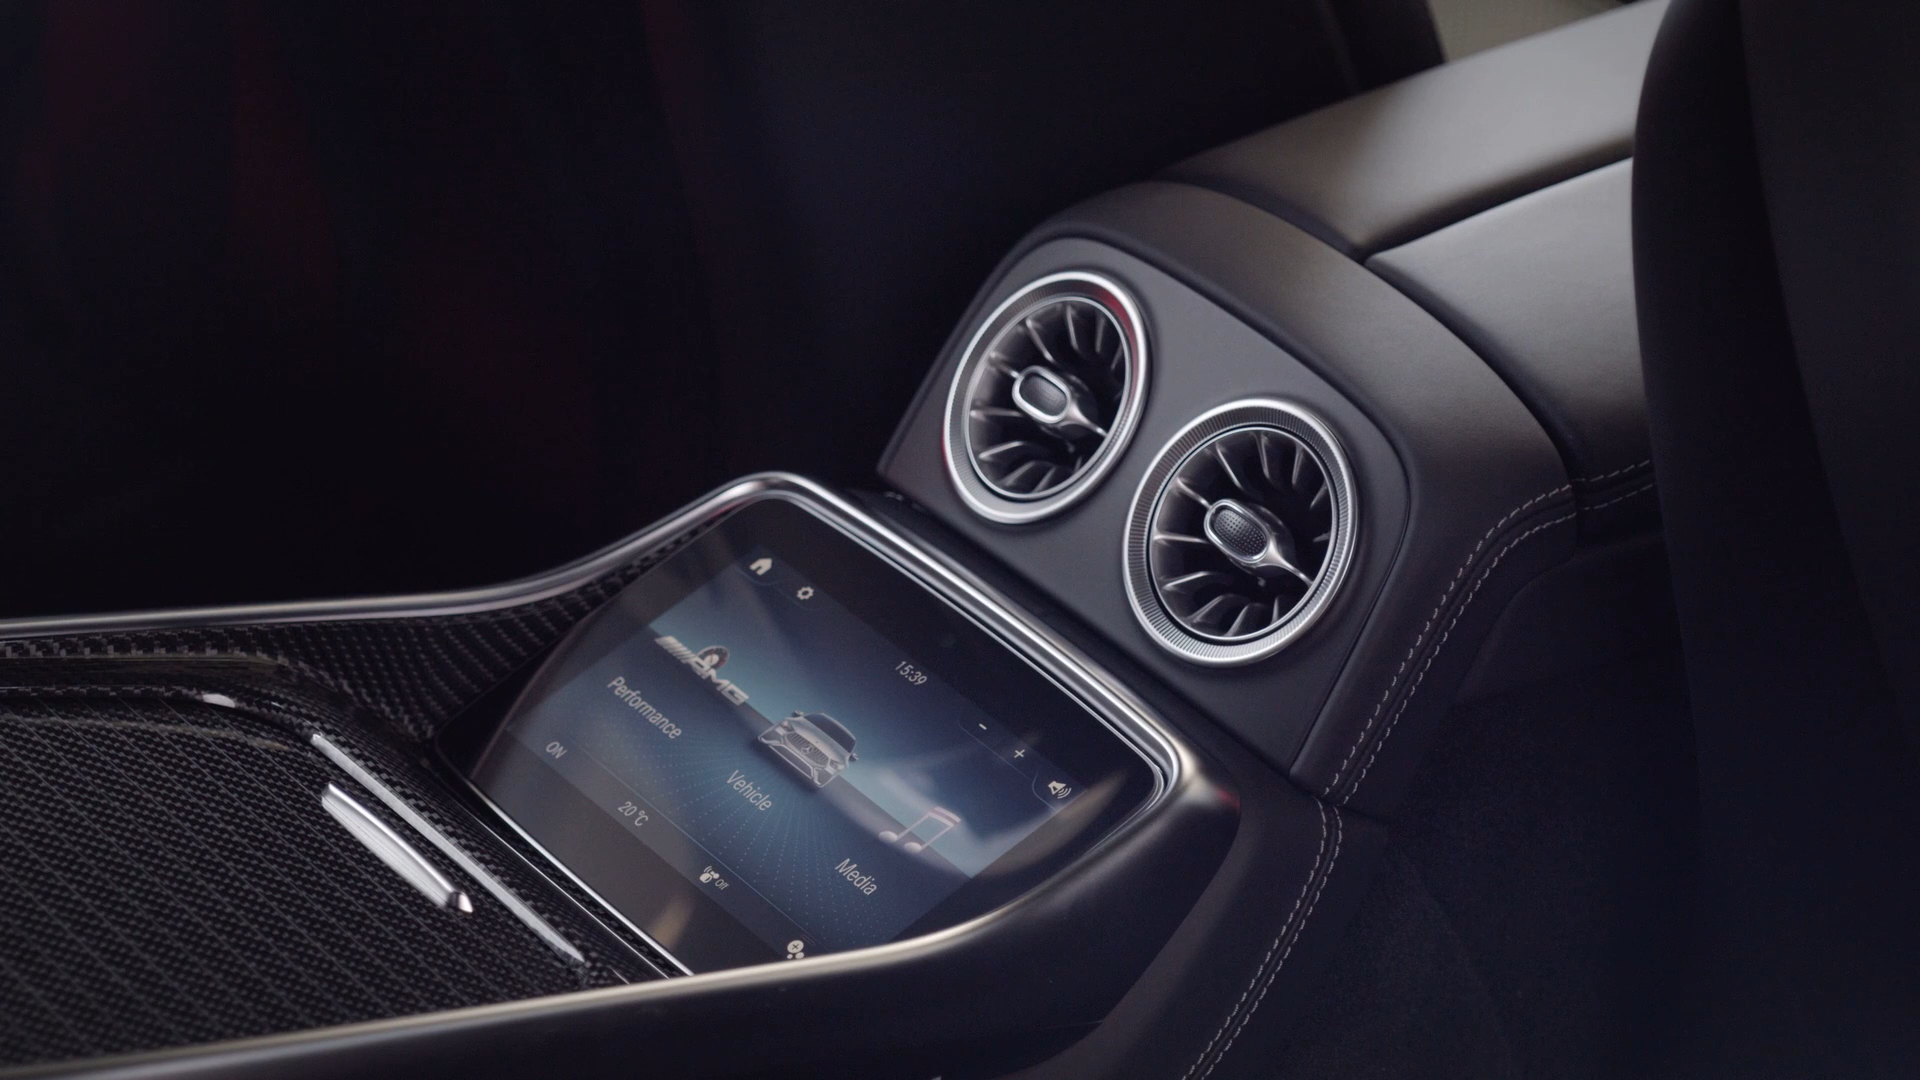 15:39
AMG
Performance
Vehicle
Media
- +
ON
20 °C
Off